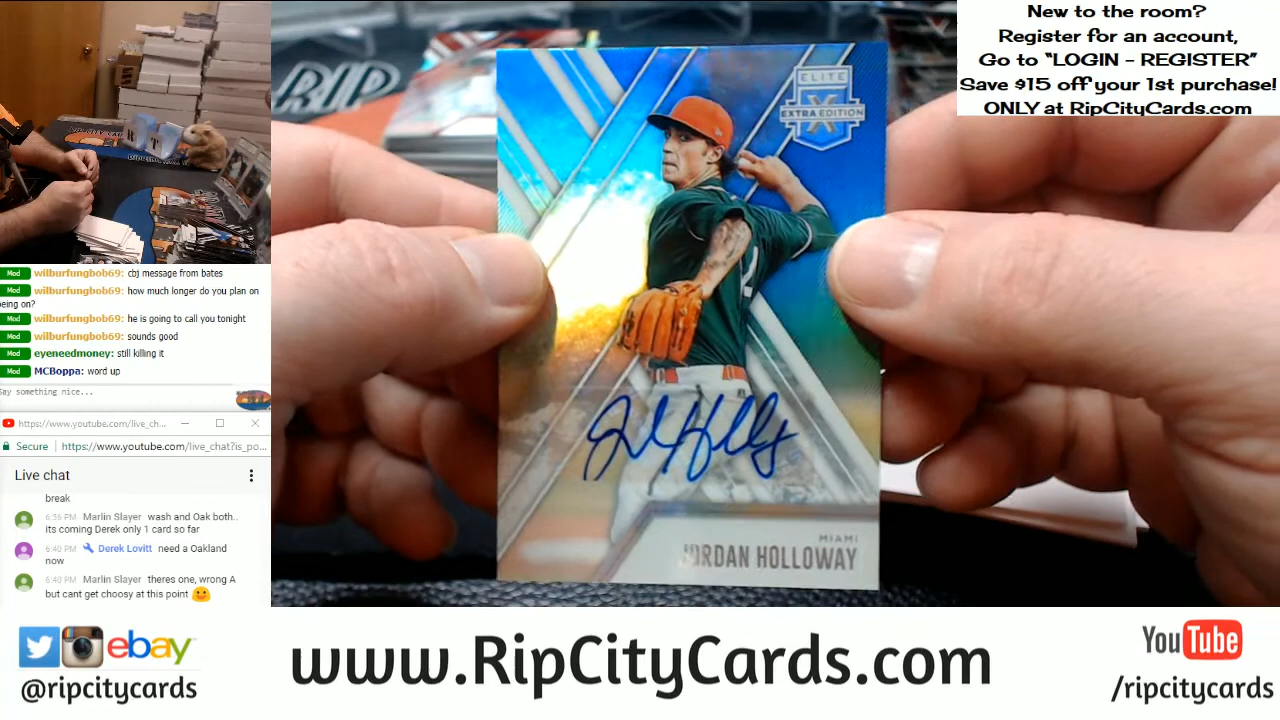 New to the room?
Register for an account,
Go to “LOGIN - REGISTER”
Save $15 off your 1st purchase!
ONLY at RipCityCards.com
RIP
ELITE
X
EXTRA EDITION
MIAMI
JORDAN HOLLOWAY
Mod wilburfungbob69: cbj message from bates
Mod wilburfungbob69: how much longer do you plan on
being on?
Mod wilburfungbob69: he is going to call you tonight
Mod wilburfungbob69: sounds good
Mod eyeneedmoney: still killing it
Mod MCBoppa: word up
Say something nice...
https://www.youtube.com/live_ch...
Secure https://www.youtube.com/live_chat?is_po...
Live chat
break
6:36 PM Marlin Slayer wash and Oak both..
its coming Derek only 1 card so far
6:40 PM Derek Lovitt need a Oakland
now
6:40 PM Marlin Slayer theres one, wrong A
but cant get choosy at this point
ebay
@ripcitycards
www.RipCityCards.com
YouTube
/ripcitycards